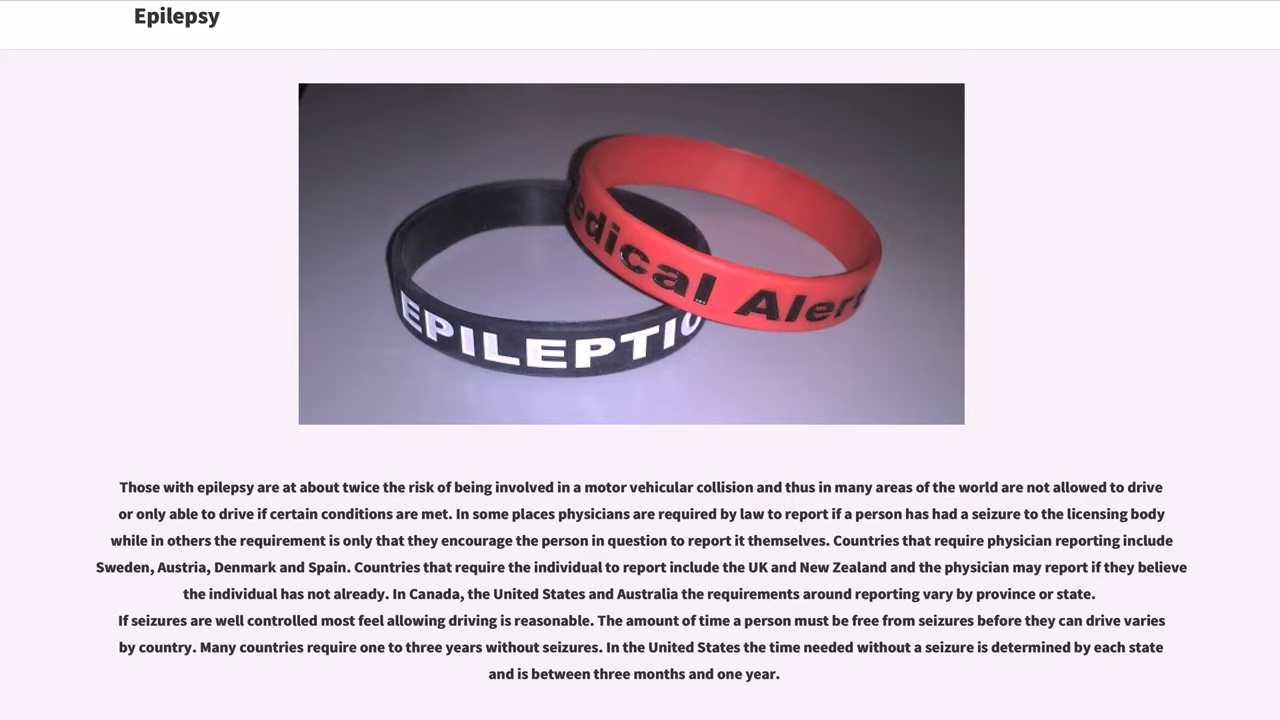 Epilepsy
edical Alert
EPILEPTIC
Those with epilepsy are at about twice the risk of being involved in a motor vehicular collision and thus in many areas of the world are not allowed to drive
or only able to drive if certain conditions are met. In some places physicians are required by law to report if a person has had a seizure to the licensing body
while in others the requirement is only that they encourage the person in question to report it themselves. Countries that require physician reporting include
Sweden, Austria, Denmark and Spain. Countries that require the individual to report include the UK and New Zealand and the physician may report if they believe
the individual has not already. In Canada, the United States and Australia the requirements around reporting vary by province or state.
If seizures are well controlled most feel allowing driving is reasonable. The amount of time a person must be free from seizures before they can drive varies
by country. Many countries require one to three years without seizures. In the United States the time needed without a seizure is determined by each state
and is between three months and one year.